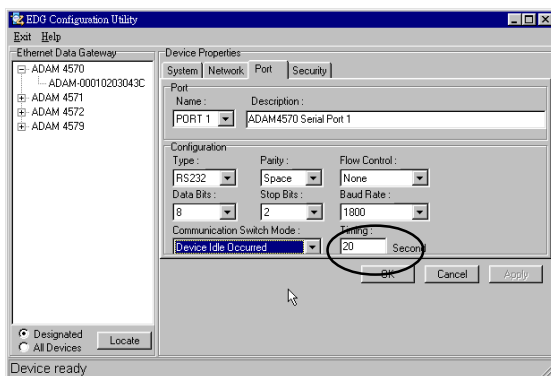 EDG Configuration Utility
Exit Help
Ethernet Data Gateway
ADAM 4570
ADAM-00010203043C
ADAM 4571
ADAM 4572
ADAM 4579
Designated
All Devices
Locate
Device Properties
System Network Port Security
Port
Name : Description :
PORT 1 ADAM4570 Serial Port 1
Configuration
Type : Parity : Flow Control :
RS232 Space None
Data Bits : Stop Bits : Baud Rate :
8 2 1800
Communication Switch Mode : Timing :
Device Idle Occurred 20 Second
OK Cancel Apply
Device ready